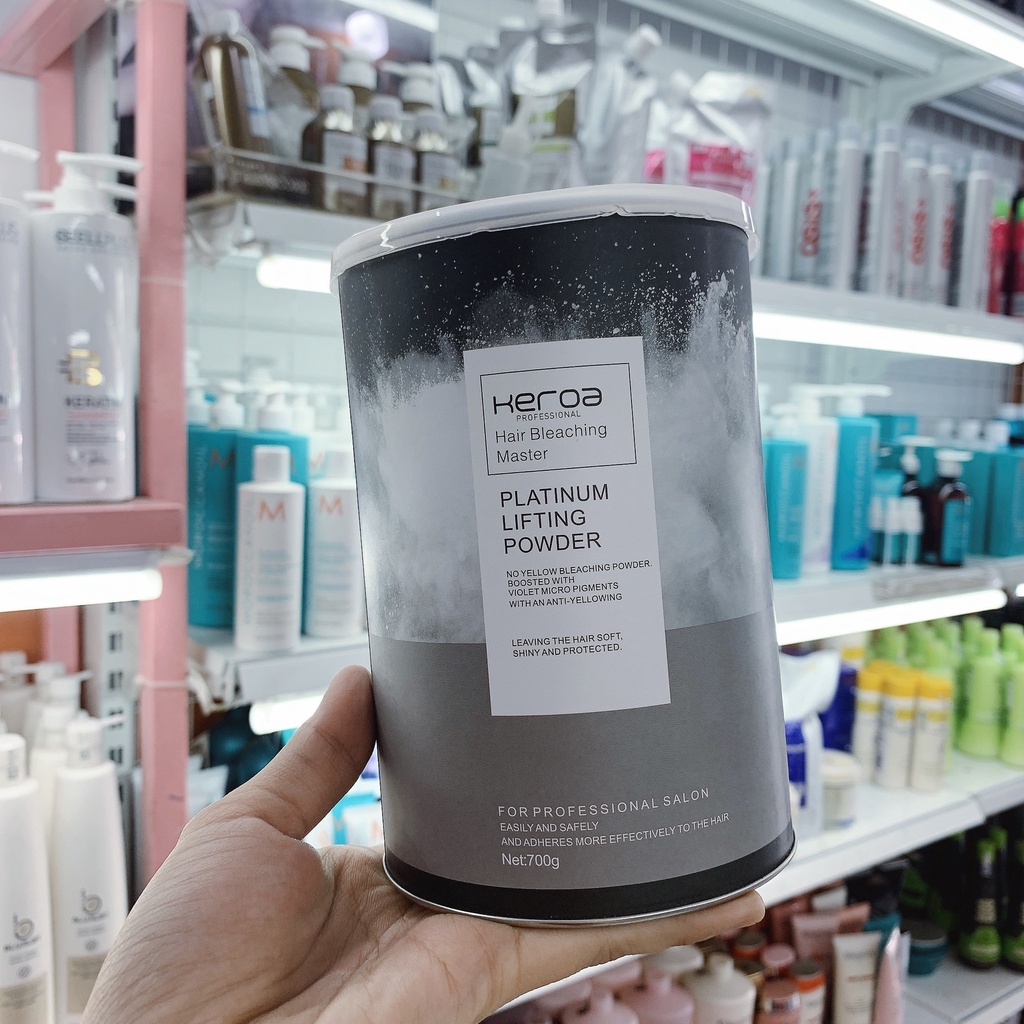 keroa
PROFESSIONAL
Hair Bleaching
Master
PLATINUM
LIFTING
POWDER
NO YELLOW BLEACHING POWDER.
BOOSTED WITH
VIOLET MICRO PIGMENTS
WITH AN ANTI-YELLOWING
LEAVING THE HAIR SOFT,
SHINY AND PROTECTED.
FOR PROFESSIONAL SALON
EASILY AND SAFELY
AND ADHERES MORE EFFECTIVELY TO THE HAIR
Net:700g
KERATIN
M
M
b
b